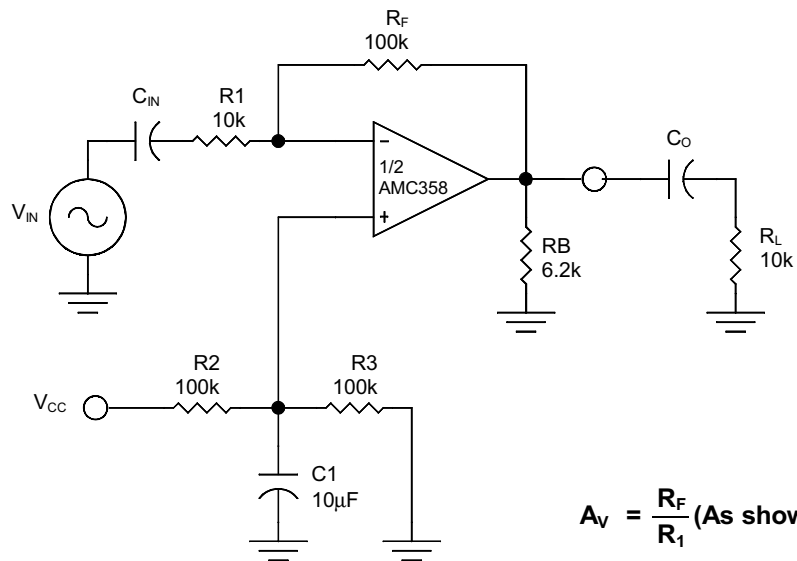 RF
100k
CIN
R1
10k
CO
1/2
AMC358
VIN
RB
6.2k
RL
10k
R2
100k
R3
100k
VCC
C1
10µF
AV = RF/R1 (As show